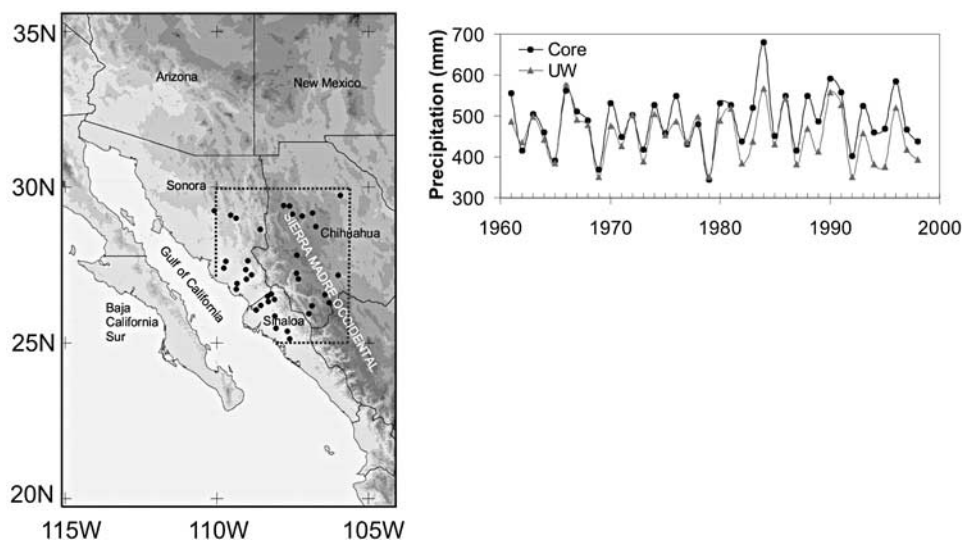 35N
30N
25N
20N
115W
110W
105W
Arizona
New Mexico
Sonora
Chihuahua
SIERRA MADRE OCCIDENTAL
Gulf of California
Baja
California
Sur
Sinaloa
Precipitation (mm)
700
600
500
400
300
1960
1970
1980
1990
2000
Core
UW